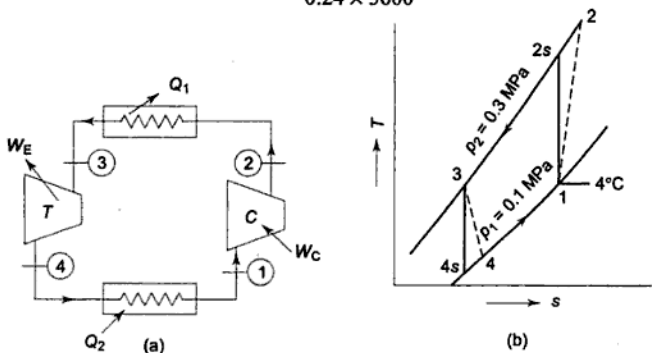 0.24 × 3600
Q1
WE
3
2
T
C
WC
4
1
Q2
(a)
T
2
2s
p2 = 0.3 MPa
3
p1 = 0.1 MPa
4°C
1
4s
4
s
(b)